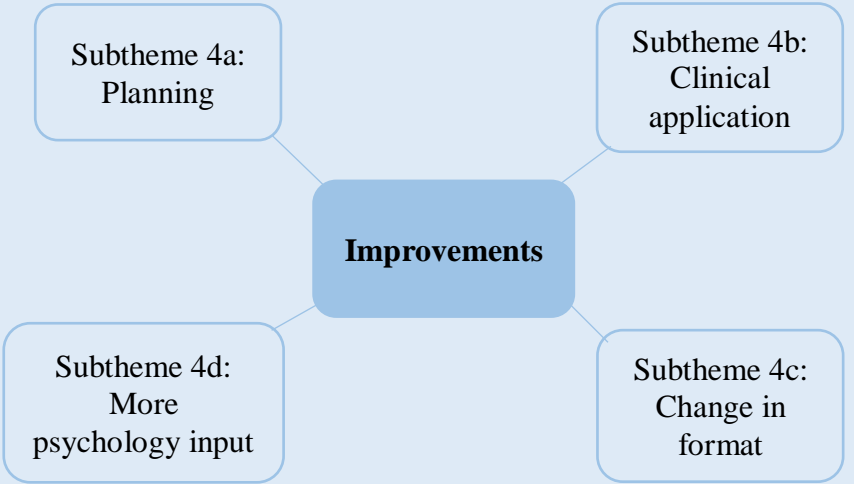 Subtheme 4a:
Planning
Subtheme 4b:
Clinical
application
Improvements
Subtheme 4d:
More
psychology input
Subtheme 4c:
Change in
format